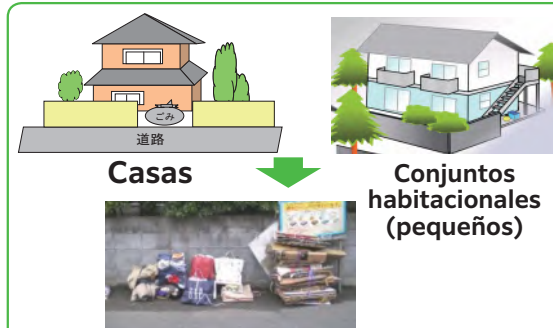 ごみ
道路
Casas
Conjuntos
habitacionales
(pequeños)